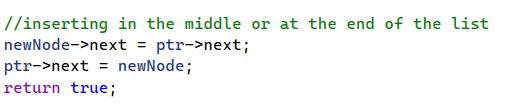 //inserting in the middle or at the end of the list
newNode->next = ptr->next;
ptr->next = newNode;
return true;